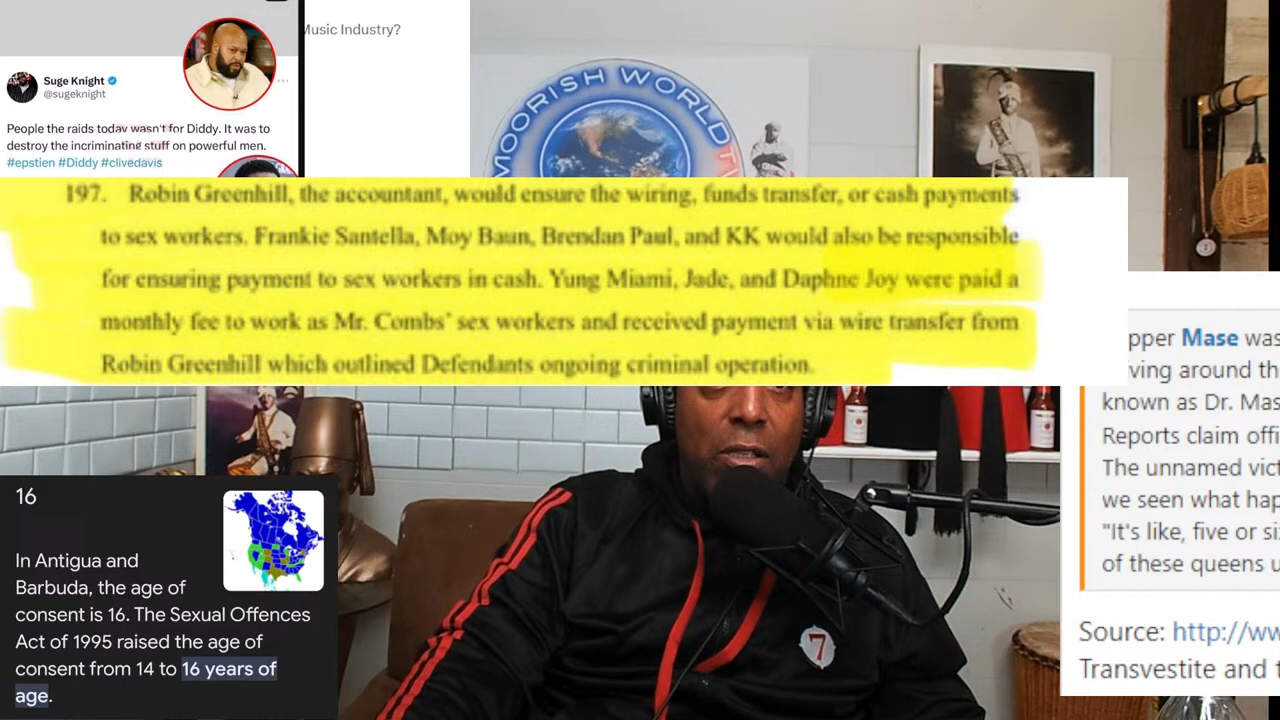 Music Industry?
Suge Knight
@sugeknight
People the raids today wasn't for Diddy. It was to
destroy the incriminating stuff on powerful men.
#epstien #Diddy #clivedavis
MOORISH WORLD TV
197. Robin Greenhill, the accountant, would ensure the wiring, funds transfer, or cash payments
to sex workers. Frankie Santella, Moy Baun, Brendan Paul, and KK would also be responsible
for ensuring payment to sex workers in cash. Yung Miami, Jade, and Daphne Joy were paid a
monthly fee to work as Mr. Combs' sex workers and received payment via wire transfer from
Robin Greenhill which outlined Defendants ongoing criminal operation.
pper Mase was
ving around th
known as Dr. Mas
Reports claim offi
The unnamed vict
we seen what hap
"It's like, five or si
of these queens u
Source: http://ww
Transvestite and t
16
In Antigua and
Barbuda, the age of
consent is 16. The Sexual Offences
Act of 1995 raised the age of
consent from 14 to 16 years of
age.
7